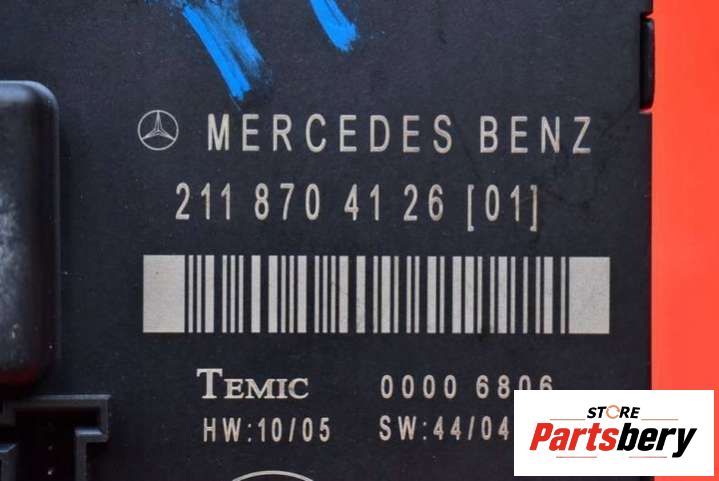 MERCEDES BENZ
211 870 41 26 [01]
TEMIC 0000 6806
HW:10/05 SW:44/04
STORE
Partsbery